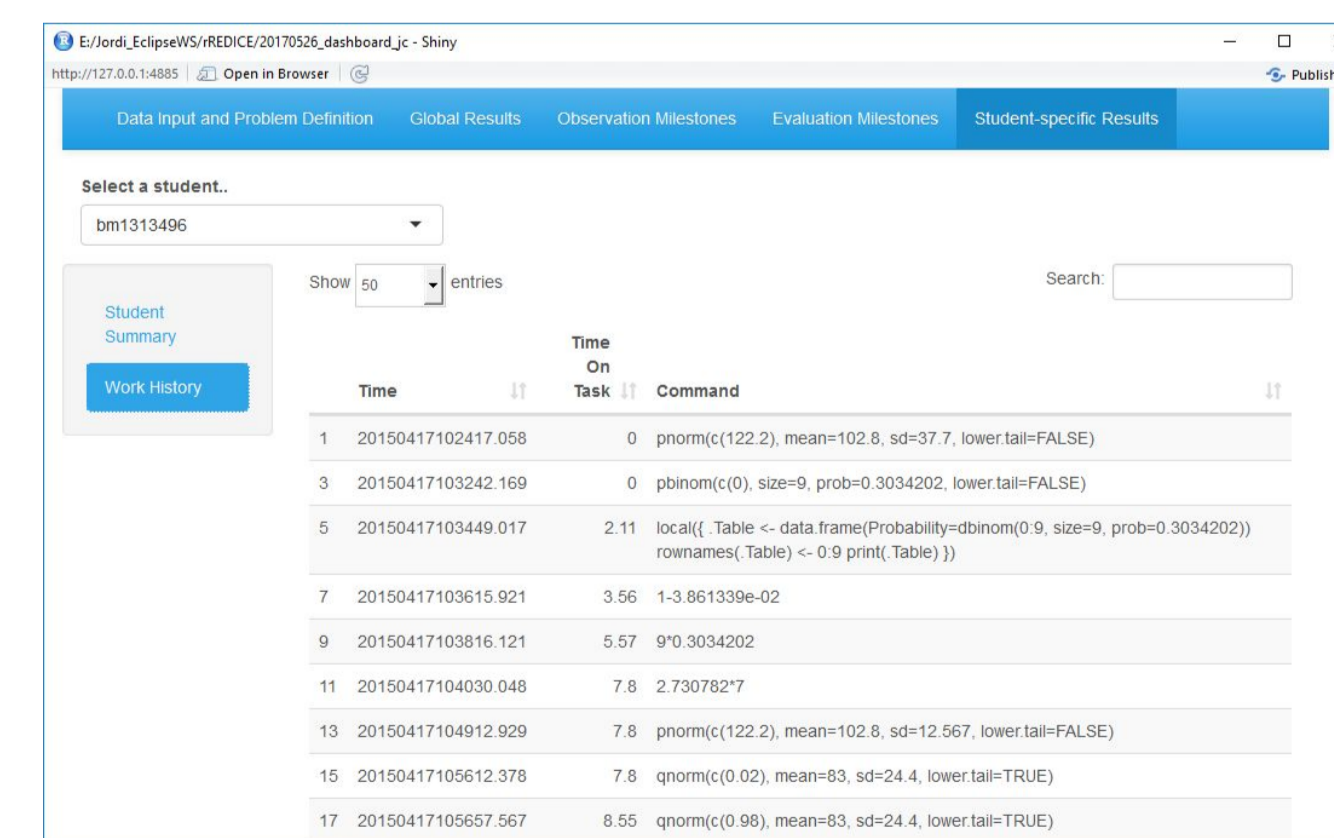 E:/Jordi_EclipseWS/rREDICE/20170526_dashboard_jc - Shiny
http://127.0.0.1:4885 Open in Browser Publish
Data Input and Problem Definition Global Results Observation Milestones Evaluation Milestones Student-specific Results
Select a student..
bm1313496
Show 50 entries Search:
Student
Summary
Work History
Time
On
Time Task Command
1 20150417102417.058 0 pnorm(c(122.2), mean=102.8, sd=37.7, lower.tail=FALSE)
3 20150417103242.169 0 pbinom(c(0), size=9, prob=0.3034202, lower.tail=FALSE)
5 20150417103449.017 2.11 local({ .Table <- data.frame(Probability=dbinom(0:9, size=9, prob=0.3034202))
rownames(.Table) <- 0:9 print(.Table) })
7 20150417103615.921 3.56 1-3.861339e-02
9 20150417103816.121 5.57 9*0.3034202
11 20150417104030.048 7.8 2.730782*7
13 20150417104912.929 7.8 pnorm(c(122.2), mean=102.8, sd=12.567, lower.tail=FALSE)
15 20150417105612.378 7.8 qnorm(c(0.02), mean=83, sd=24.4, lower.tail=TRUE)
17 20150417105657.567 8.55 qnorm(c(0.98), mean=83, sd=24.4, lower.tail=TRUE)